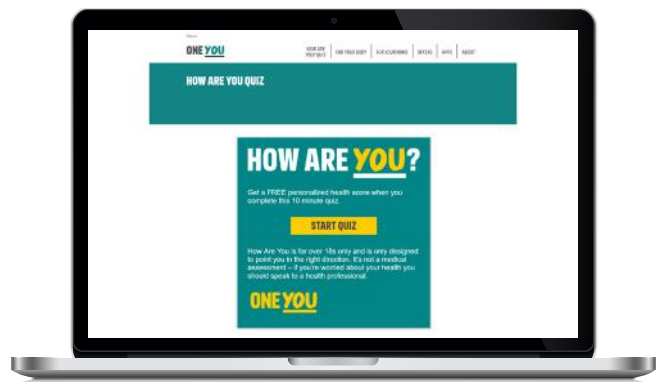 ONE YOU
HOW ARE
YOU? QUIZ
FOR YOUR BODY
FOR YOUR MIND
OFFERS
APPS
ABOUT
HOW ARE YOU QUIZ
HOW ARE YOU?
Get a FREE personalized health score when you
complete this 10 minute quiz.
START QUIZ
How Are You is for over 18s only and is only designed
to point you in the right direction. It's not a medical
assessment – if you're worried about your health you
should speak to a health professional.
ONE YOU